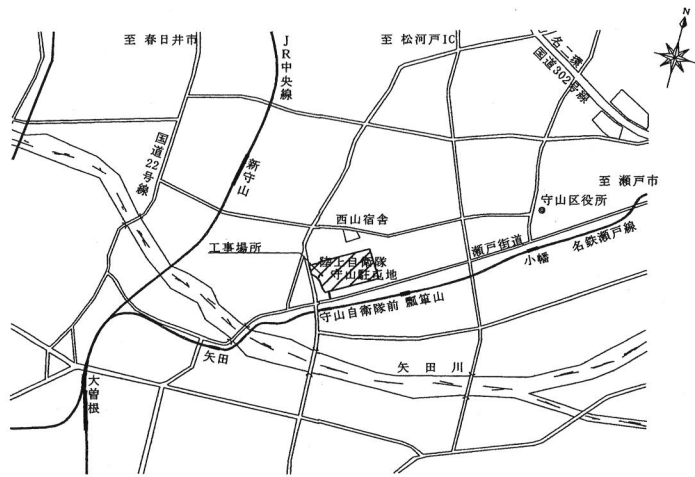 N
至 春日井市
JR中央線
至 松河戸IC
名二環
国道302号線
国道22号線
新守山
至 瀬戸市
守山区役所
西山宿舎
工事場所
陸上自衛隊
守山駐屯地
瀬戸街道
小幡
名鉄瀬戸線
守山自衛隊前
瓢箪山
矢田
矢田川
大曽根